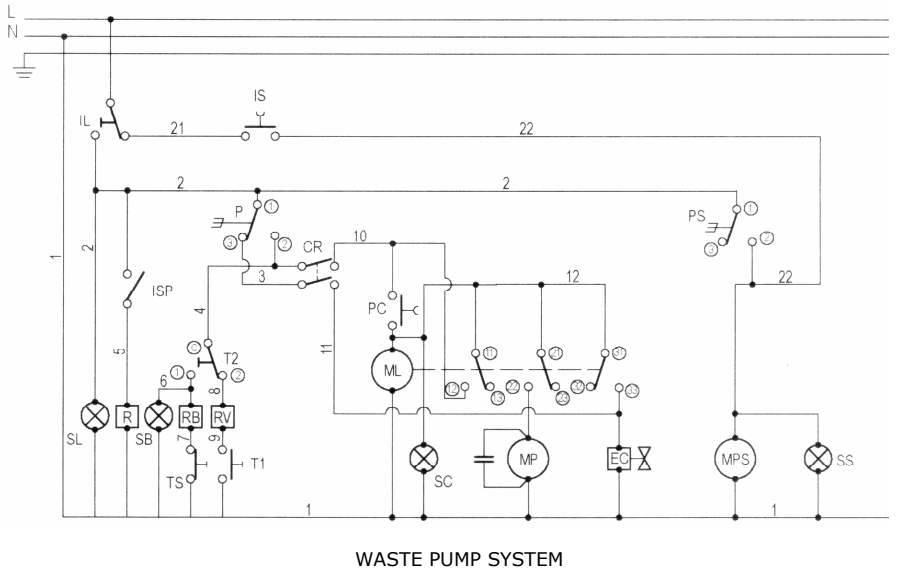 L
N
IS
IL
21
22
2
2
P
①
③
②
PS
①
③
②
CR
10
3
22
1
2
ISP
4
PC
12
11
5
C
T2
①
②
6
8
ML
11
21
31
12
13
22
23
32
33
SL
R
SB
RB
RV
7
9
TS
T1
SC
MP
EC
MPS
SS
1
1
WASTE PUMP SYSTEM